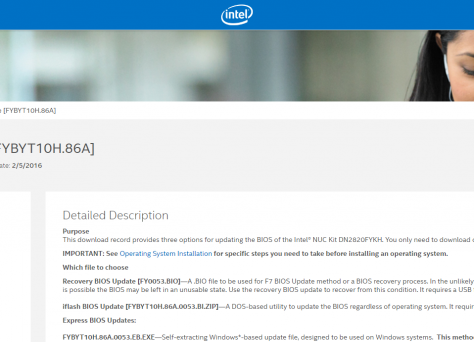 intel
[FYBYT10H.86A]
FYBYT10H.86A]
ate: 2/5/2016
Detailed Description
Purpose
This download record provides three options for updating the BIOS of the Intel® NUC Kit DN2820FYKH. You only need to download
IMPORTANT: See Operating System Installation for specific steps you need to take before installing an operating system.
Which file to choose
Recovery BIOS Update [FY0053.BIO]—A .BIO file to be used for F7 BIOS Update method or a BIOS recovery process. In the unlikely
is possible the BIOS may be left in an unusable state. Use the recovery BIOS update to recover from this condition. It requires a USB
Iflash BIOS Update [FYBYT10H.86A.0053.BI.ZIP]—A DOS-based utility to update the BIOS regardless of operating system. It requir
Express BIOS Updates:
FYBYT10H.86A.0053.EB.EXE—Self-extracting Windows*-based update file, designed to be used on Windows systems. This metho